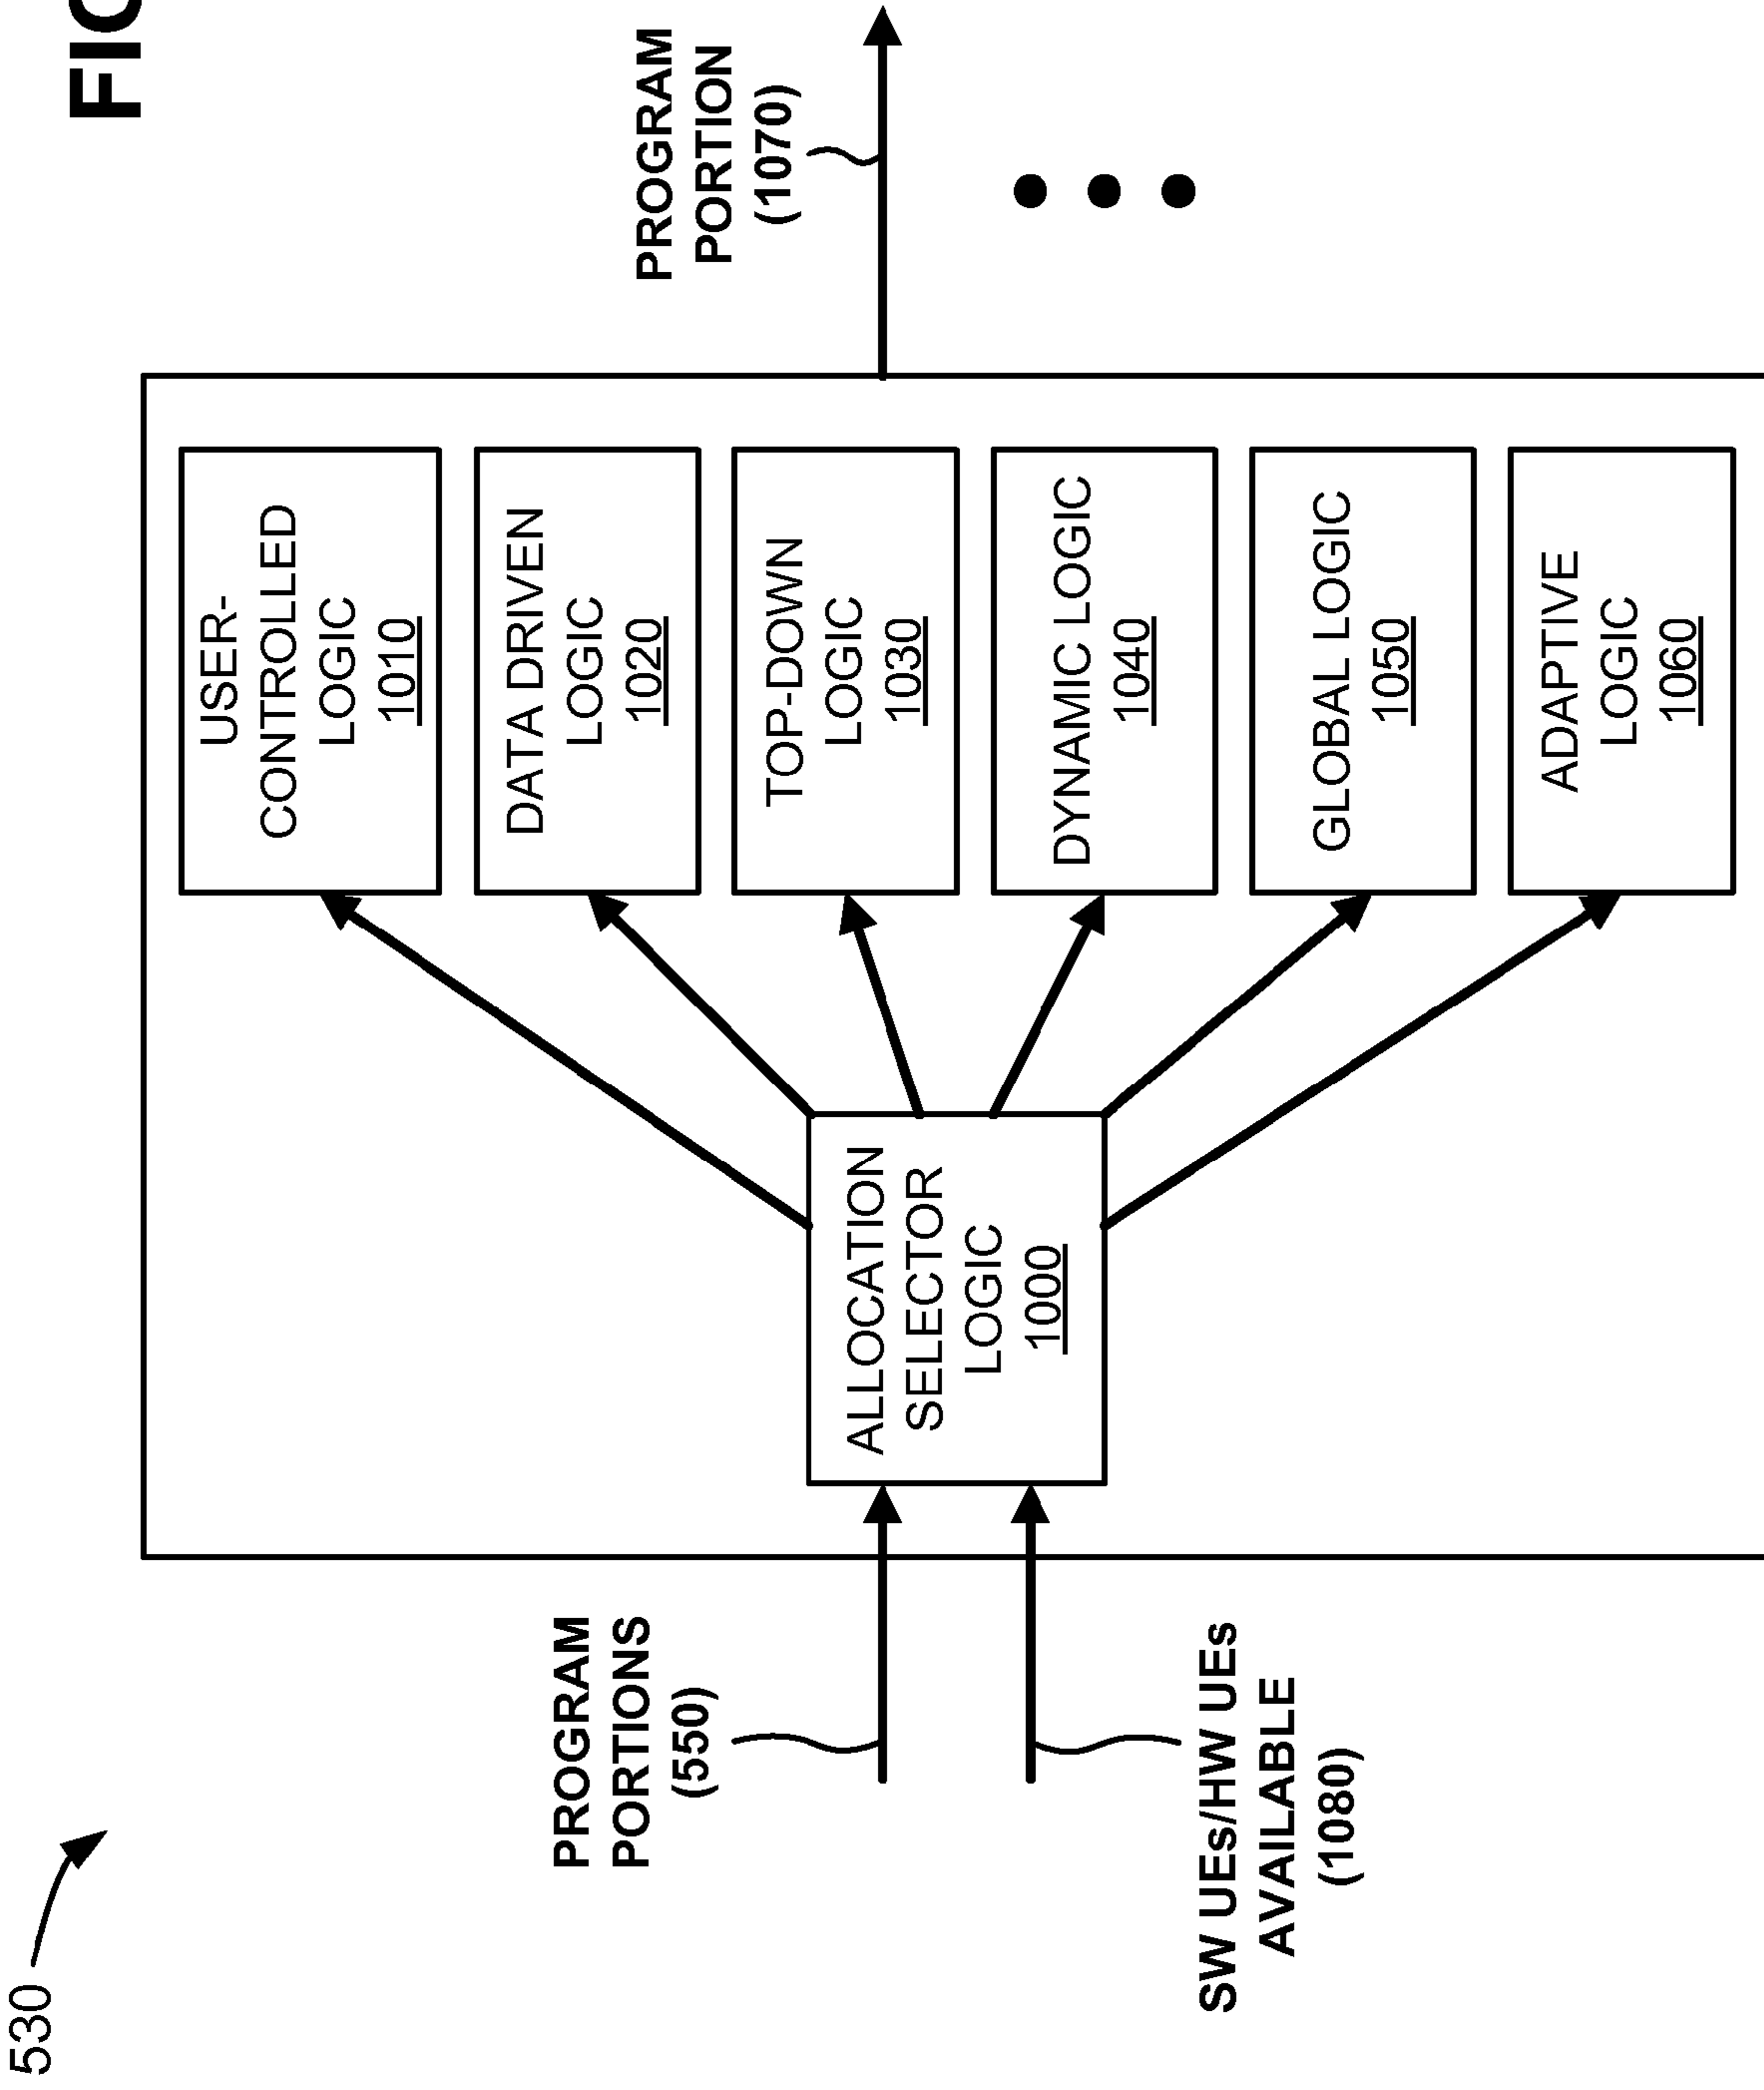 FIG
530
PROGRAM
PORTIONS
(550)
SW UEs/HW UEs
AVAILABLE
(1080)
ALLOCATION
SELECTOR
LOGIC
1000
USER-
CONTROLLED
LOGIC
1010
DATA DRIVEN
LOGIC
1020
TOP-DOWN
LOGIC
1030
DYNAMIC LOGIC
1040
GLOBAL LOGIC
1050
ADAPTIVE
LOGIC
1060
PROGRAM
PORTION
(1070)